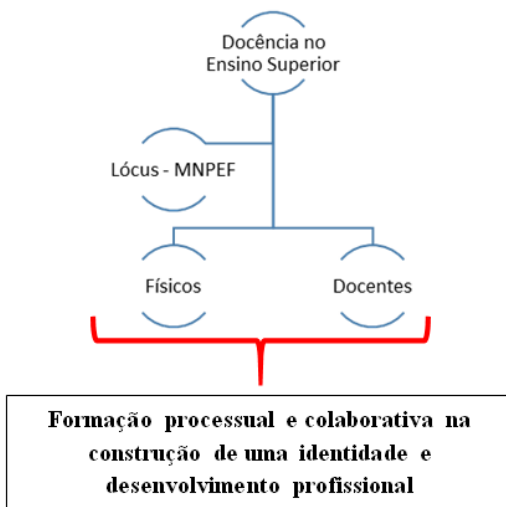 Docência no
Ensino Superior
Lócus - MNPEF
Físicos
Docentes
Formação processual e colaborativa na
construção de uma identidade e
desenvolvimento profissional